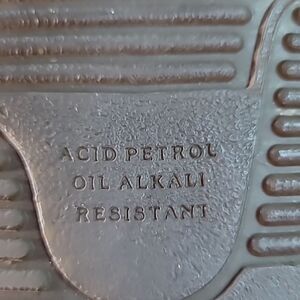 ACID PETROL
OIL ALKALI
RESISTANT